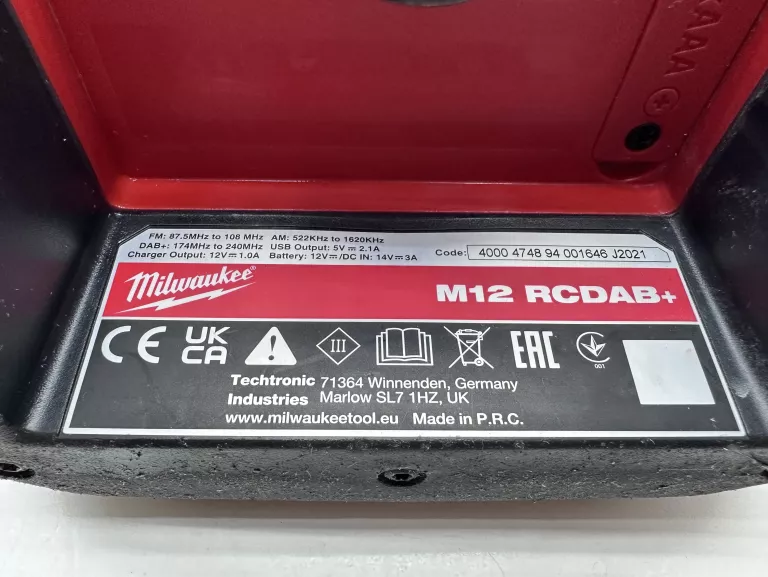 AAA
FM: 87.5MHz to 108 MHz AM: 522KHz to 1620KHz
DAB+: 174MHz to 240MHz USB Output: 5V⎓2.1A
Charger Output: 12V⎓1.0A Battery: 12V⎓/DC IN: 14V⎓3A
Code: 4000 4748 94 001646 J2021
Milwaukee®
M12 RCDAB+
CE UK CA III EAC 001
Techtronic Industries
71364 Winnenden, Germany
Marlow SL7 1HZ, UK
www.milwaukeetool.eu Made in P.R.C.